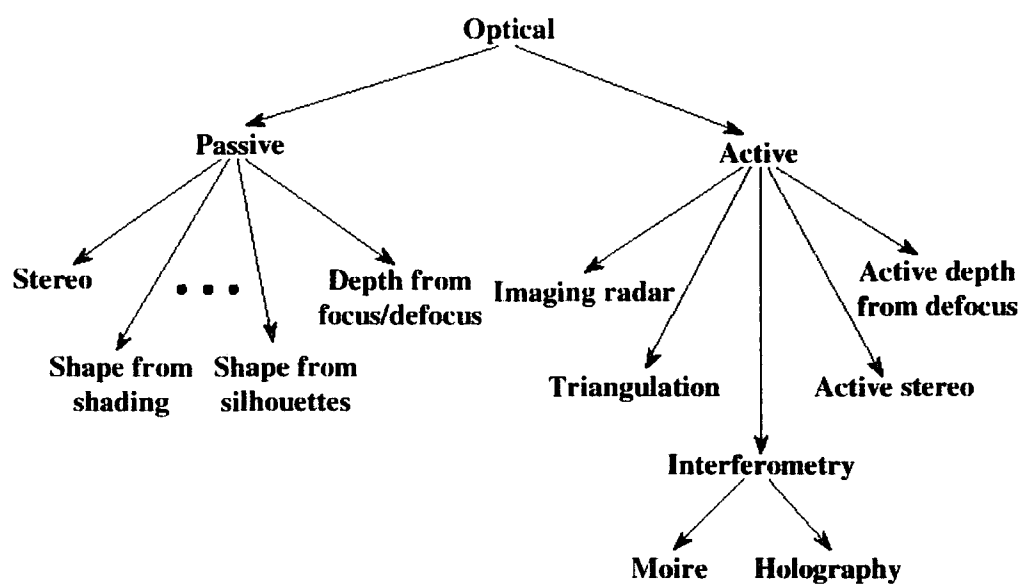 Optical
Passive
Active
Stereo
Depth from
focus/defocus
Shape from
shading
Shape from
silhouettes
Imaging radar
Active depth
from defocus
Triangulation
Active stereo
Interferometry
Moire
Holography